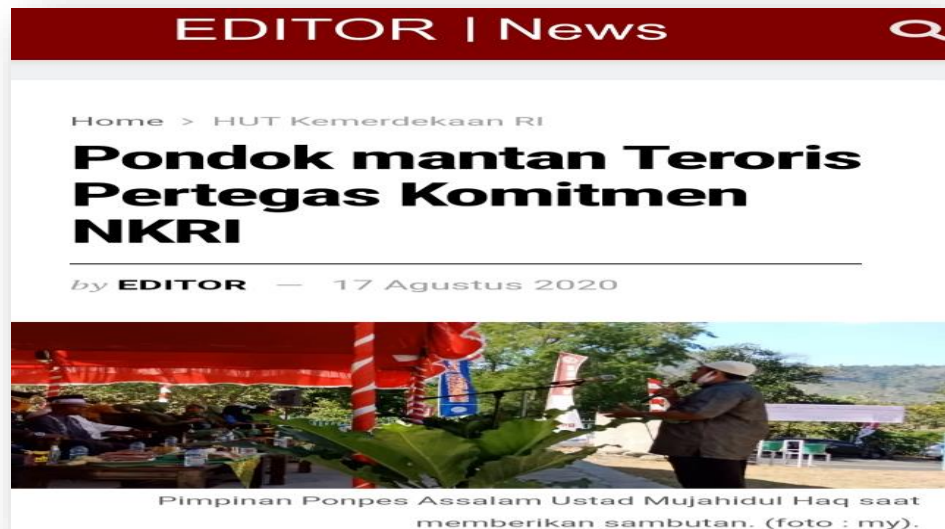 EDITOR | News
Home > HUT Kemerdekaan RI
Pondok mantan Teroris
Pertegas Komitmen
NKRI
by EDITOR — 17 Agustus 2020
Pimpinan Ponpes Assalam Ustad Mujahidul Haq saat
memberikan sambutan. (foto : my).